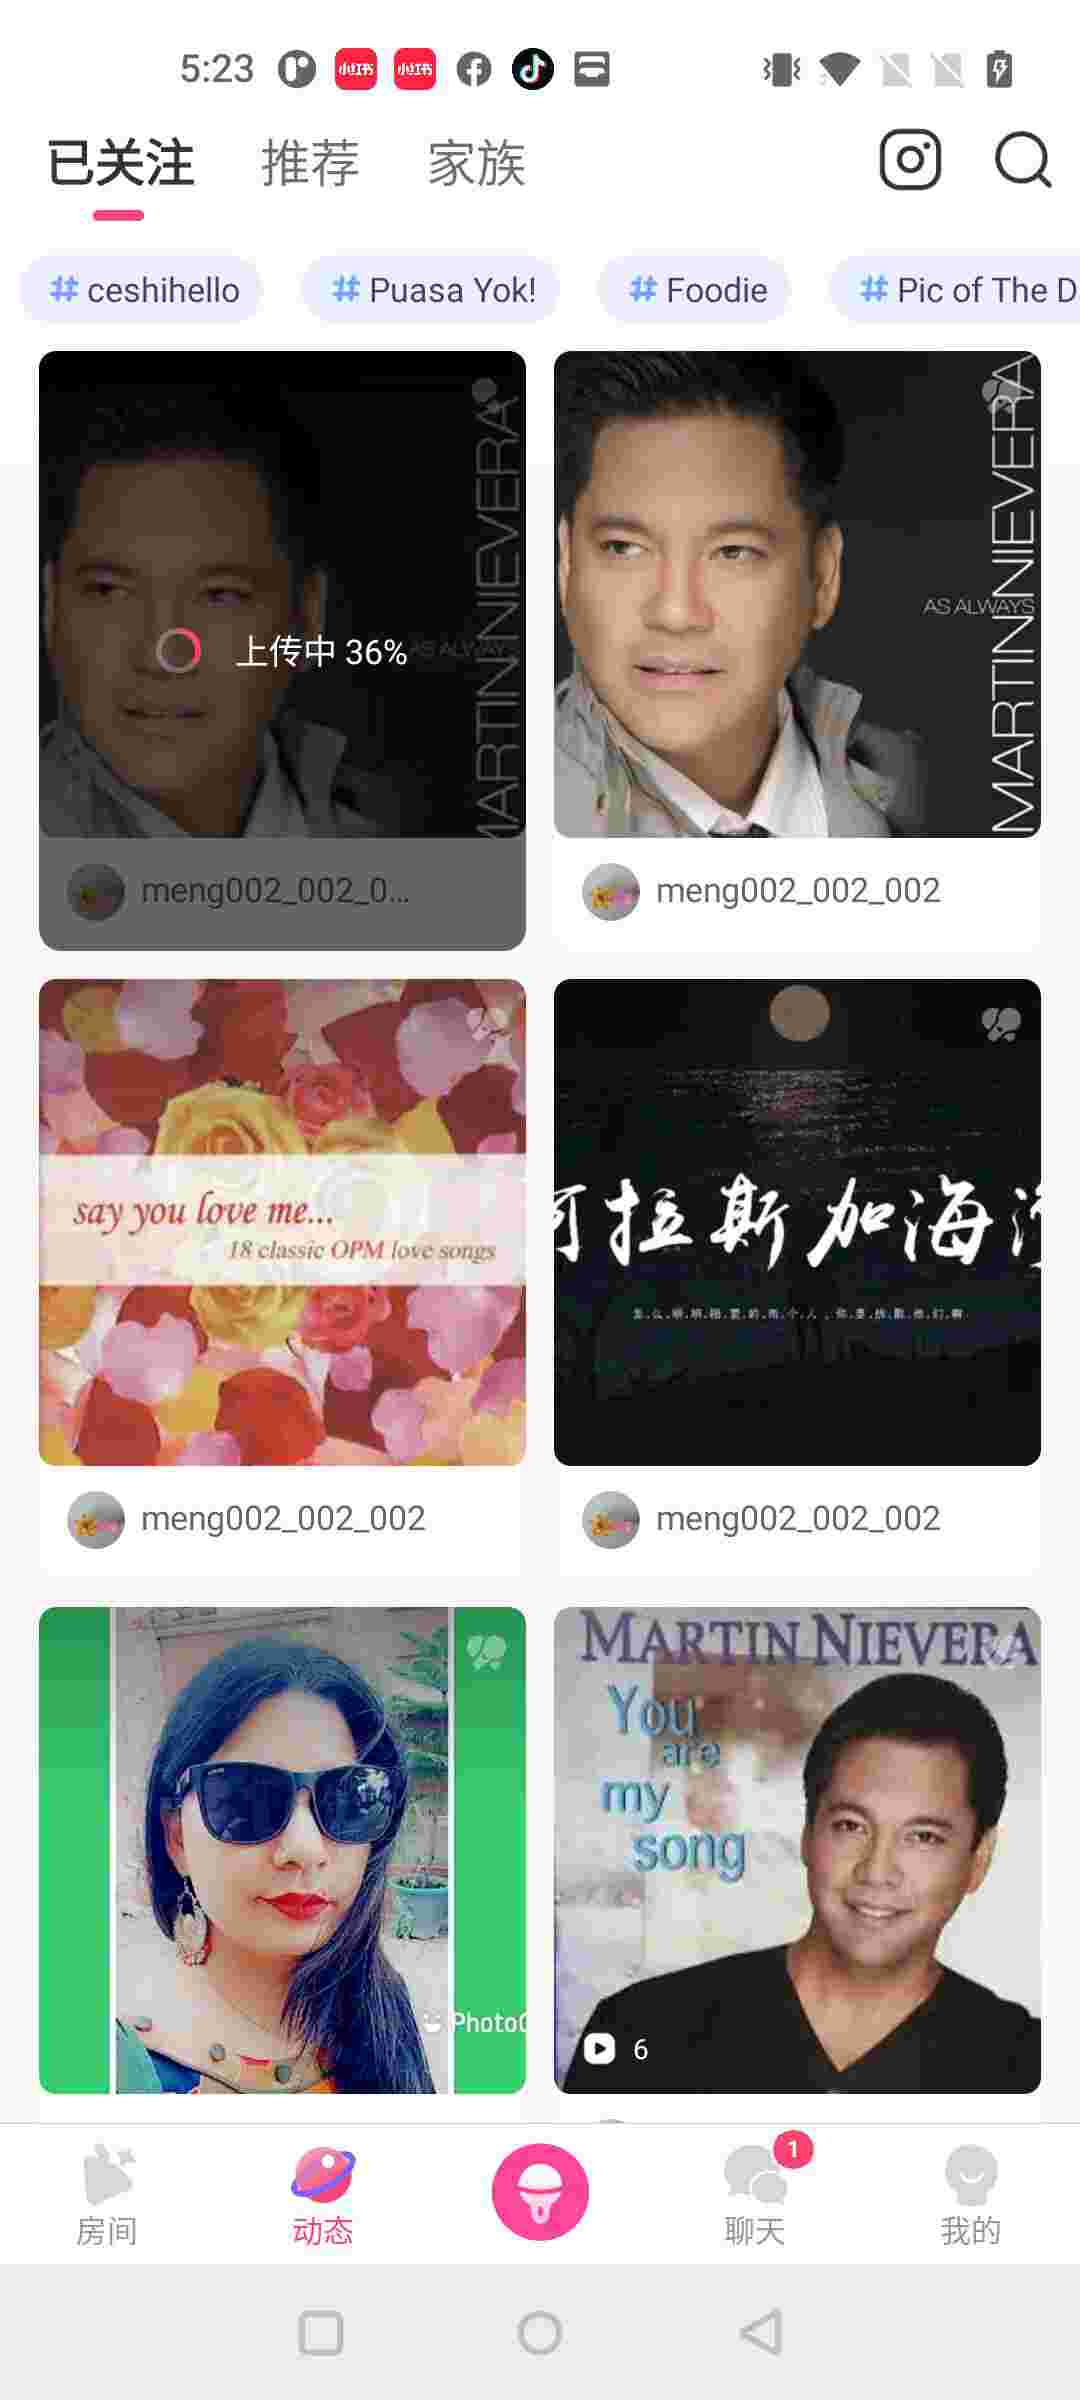 5:23
小红书
小红书
已关注 推荐 家族
# ceshihello
# Puasa Yok!
# Foodie
# Pic of The D
MARTIN NIEVERA
AS ALWAYS
上传中 36%
MARTIN NIEVERA
AS ALWAYS
meng002_002_0...
meng002_002_002
say you love me...
18 classic OPM love songs
阿拉斯加海湾
meng002_002_002
meng002_002_002
PhotoG
MARTIN NIEVERA
You
are
my
song
6
房间
动态
聊天
1
我的